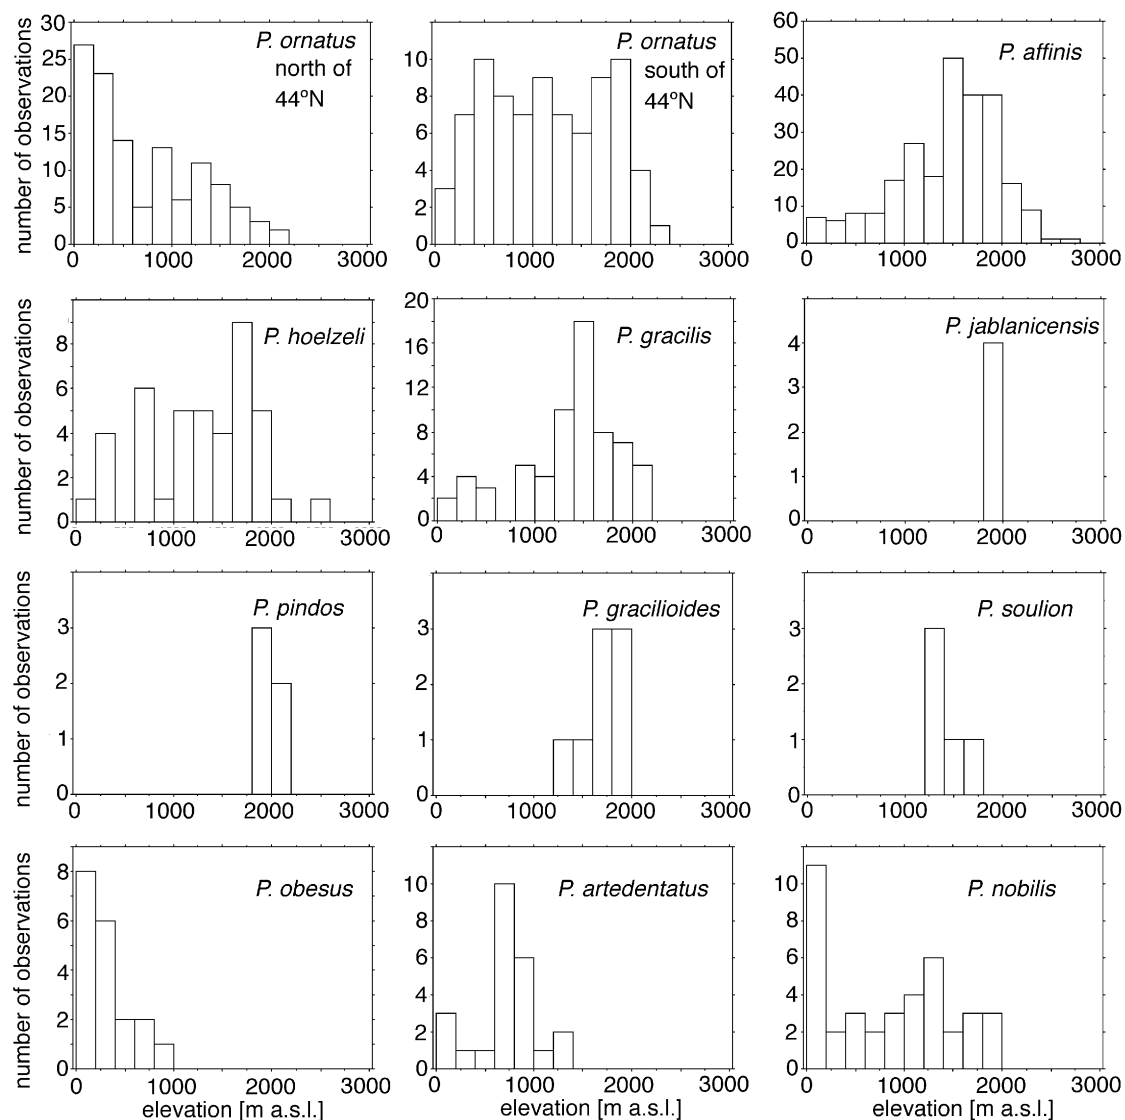 number of observations
30
25
20
15
10
5
0
P. ornatus
north of
44ºN
0 1000 2000 3000
10
8
6
4
2
0
P. ornatus
south of
44ºN
0 1000 2000 3000
60
50
40
30
20
10
0
P. affinis
0 1000 2000 3000
number of observations
8
6
4
2
0
P. hoelzeli
0 1000 2000 3000
20
16
12
8
4
0
P. gracilis
0 1000 2000 3000
4
3
2
1
0
P. jablanicensis
0 1000 2000 3000
number of observations
3
2
1
0
P. pindos
0 1000 2000 3000
3
2
1
0
P. gracilioides
0 1000 2000 3000
3
2
1
0
P. soulion
0 1000 2000 3000
number of observations
8
6
4
2
0
P. obesus
0 1000 2000 3000
elevation [m a.s.l.]
10
8
6
4
2
0
P. artedentatus
0 1000 2000 3000
elevation [m a.s.l.]
10
8
6
4
2
0
P. nobilis
0 1000 2000 3000
elevation [m a.s.l.]